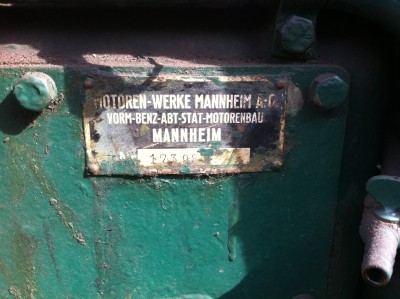 MOTOREN-WERKE MANNHEIM A.G.
VORM-BENZ-ABT-STAT-MOTORENBAU
MANNHEIM